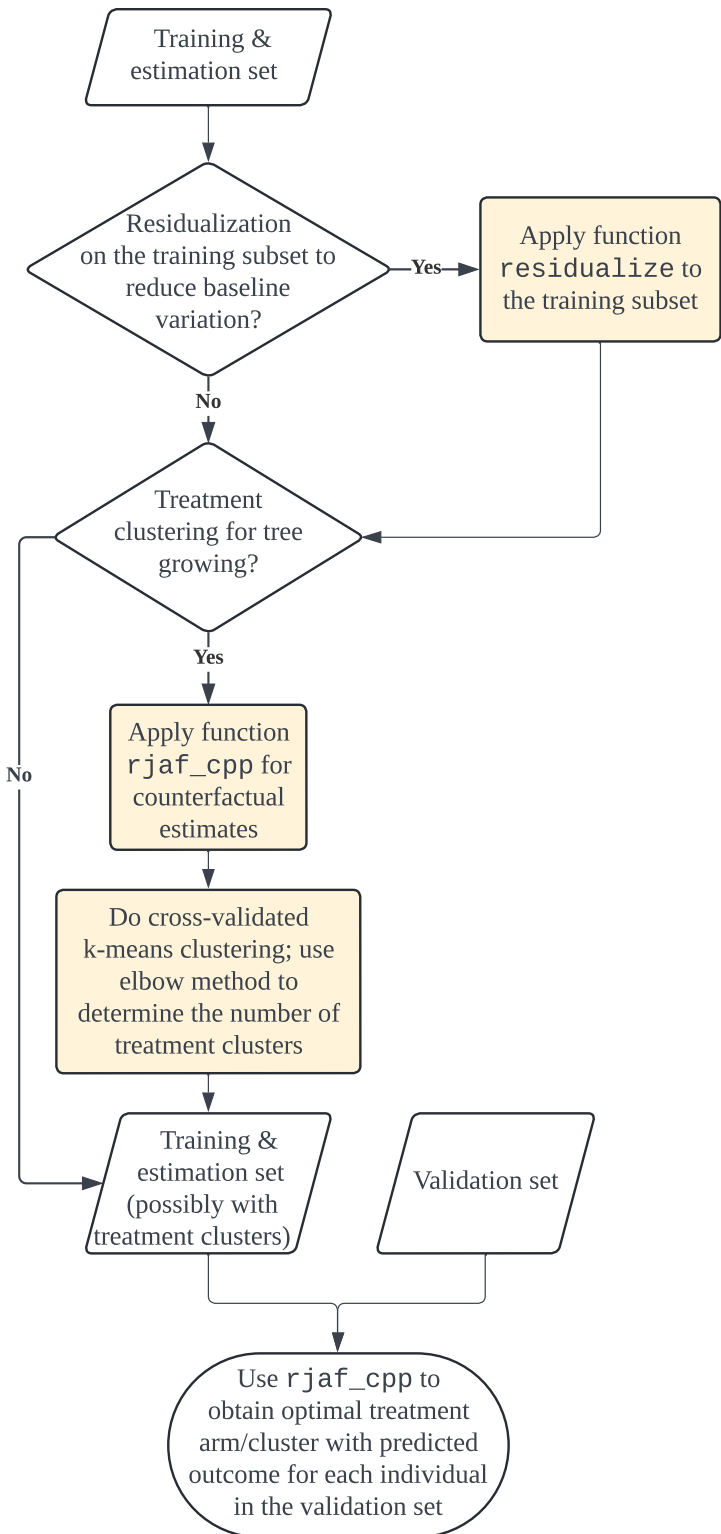 Training &
estimation set
Residualization
on the training subset to
reduce baseline
variation?
Yes
Apply function
residualize to
the training subset
No
Treatment
clustering for tree
growing?
Yes
No
Apply function
rjaf_cpp for
counterfactual
estimates
Do cross-validated
k-means clustering; use
elbow method to
determine the number of
treatment clusters
Training &
estimation set
(possibly with
treatment clusters)
Validation set
Use rjaf_cpp to
obtain optimal treatment
arm/cluster with predicted
outcome for each individual
in the validation set